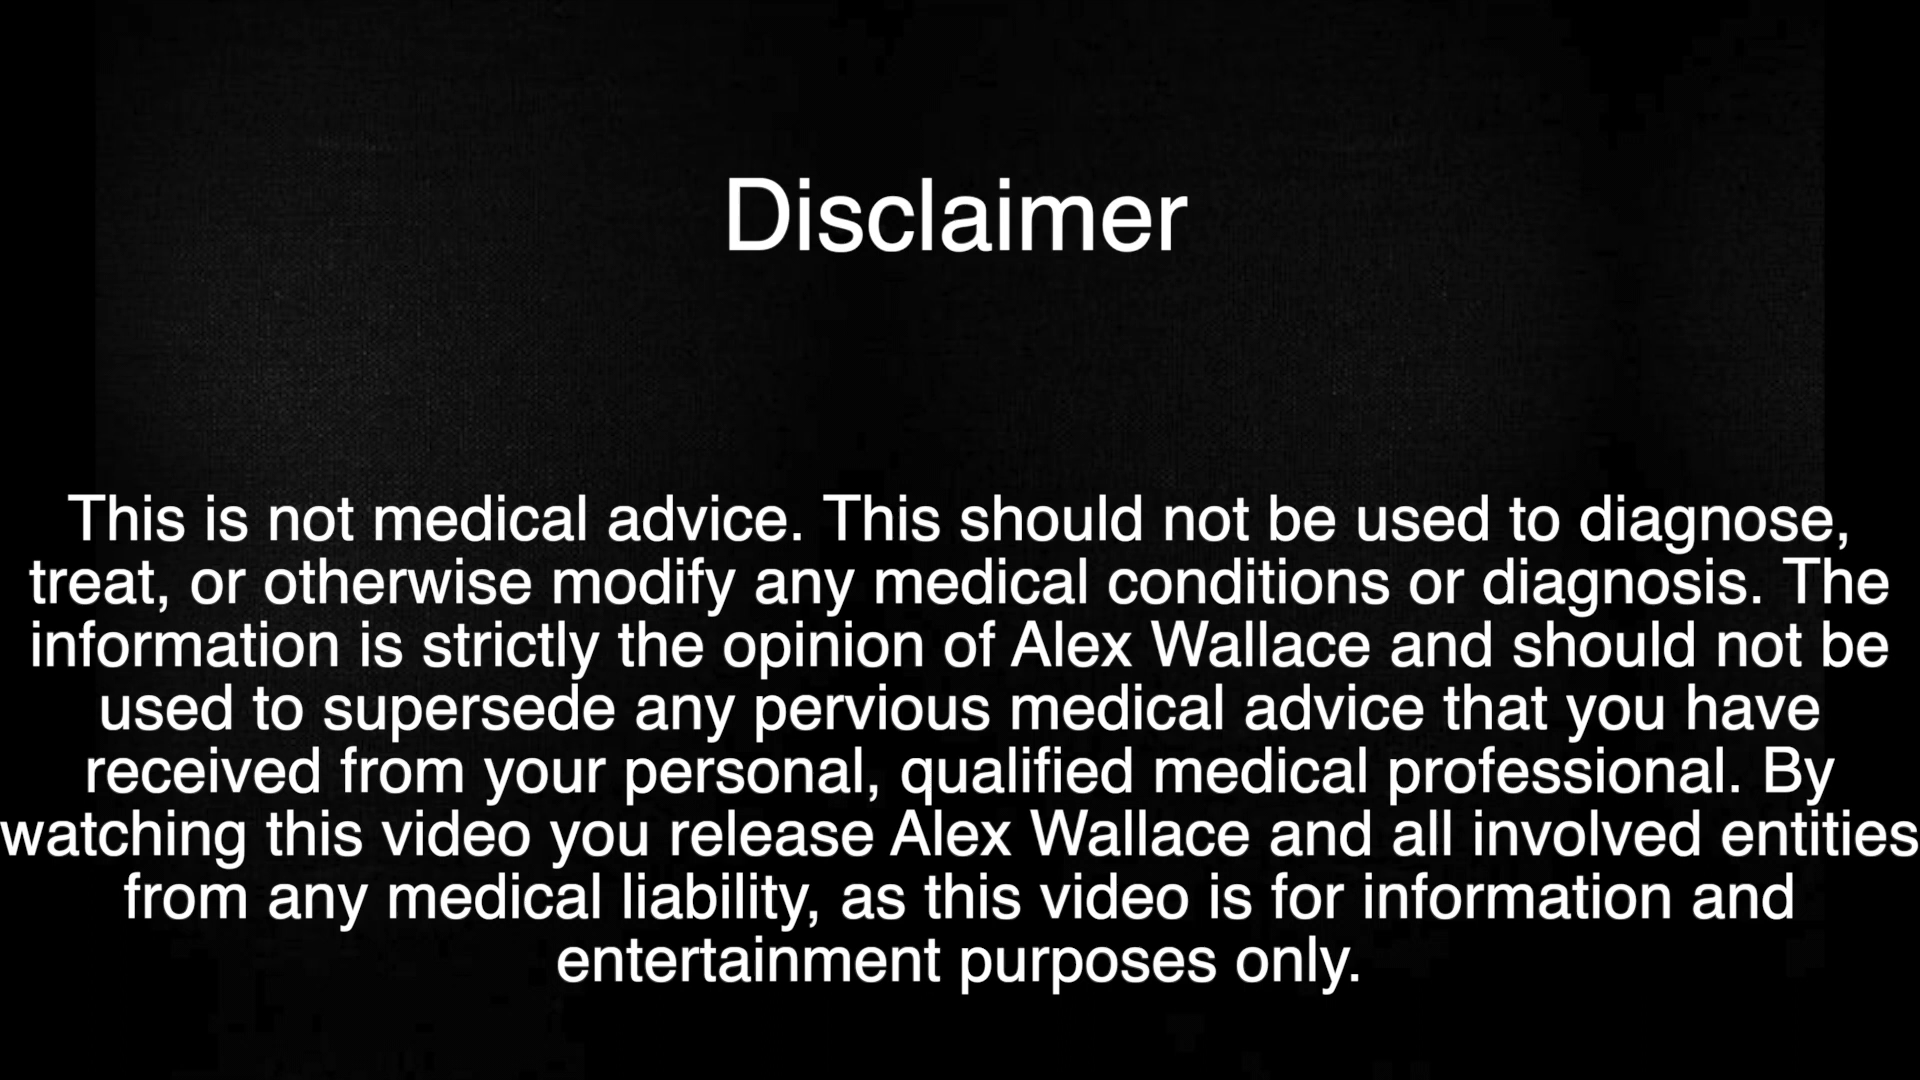 Disclaimer
This is not medical advice. This should not be used to diagnose,
treat, or otherwise modify any medical conditions or diagnosis. The
information is strictly the opinion of Alex Wallace and should not be
used to supersede any pervious medical advice that you have
received from your personal, qualified medical professional. By
watching this video you release Alex Wallace and all involved entities
from any medical liability, as this video is for information and
entertainment purposes only.